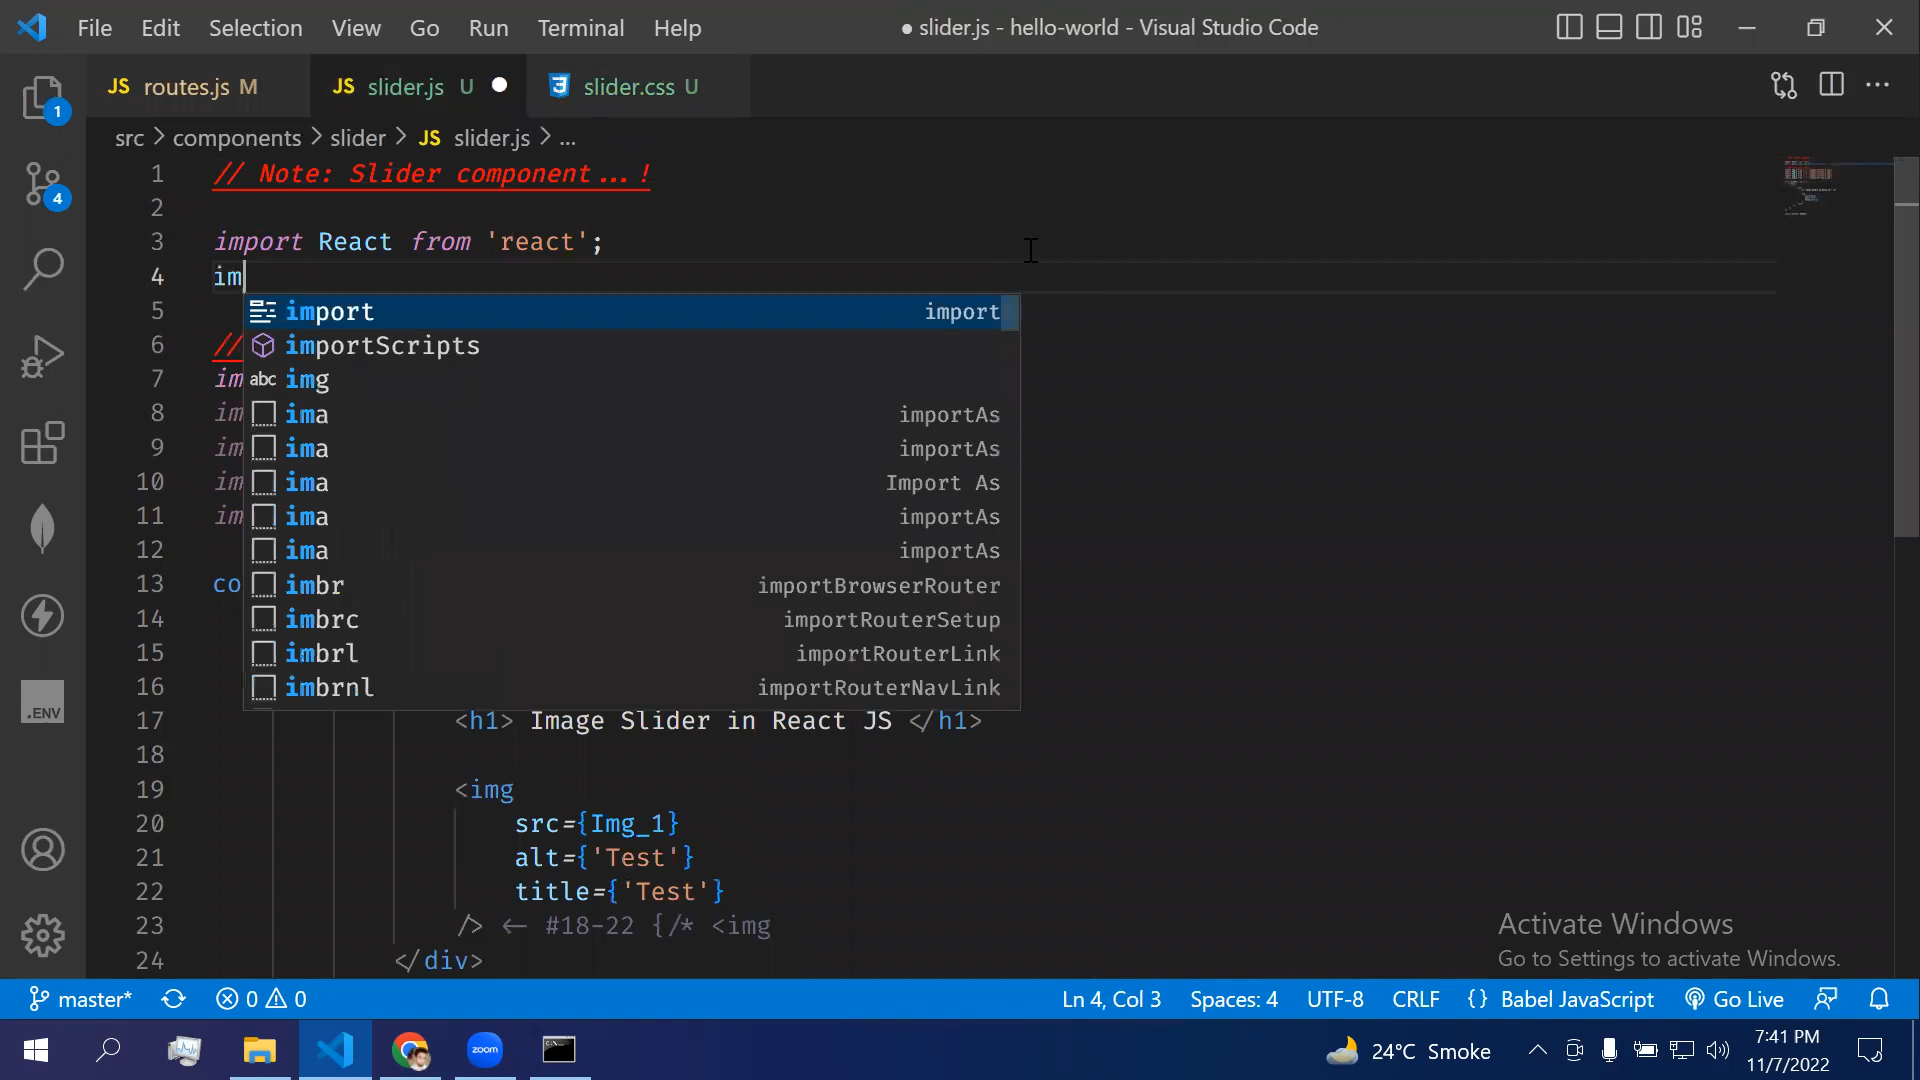 File Edit Selection View Go Run Terminal Help ● slider.js - hello-world - Visual Studio Code
JS routes.js M JS slider.js U slider.css U
src > components > slider > JS slider.js > ...
1 // Note: Slider component...!
2
3 import React from 'react';
4 im
5 import import
6 // importScripts
7 im abc img
8 im ima importAs
9 im ima importAs
10 im ima Import As
11 im ima importAs
12 ima importAs
13 co imbr importBrowserRouter
14 imbrc importRouterSetup
15 imbrl importRouterLink
16 imbrnl importRouterNavLink
17 <h1> Image Slider in React JS </h1>
18
19 <img
20 src={Img_1}
21 alt={'Test'}
22 title={'Test'}
23 /> <- #18-22 {/* <img
24 </div>
1
4
.ENV
Activate Windows
Go to Settings to activate Windows.
master* 0 0 Ln 4, Col 3 Spaces: 4 UTF-8 CRLF {} Babel JavaScript Go Live
zoom 24°C Smoke 7:41 PM
11/7/2022